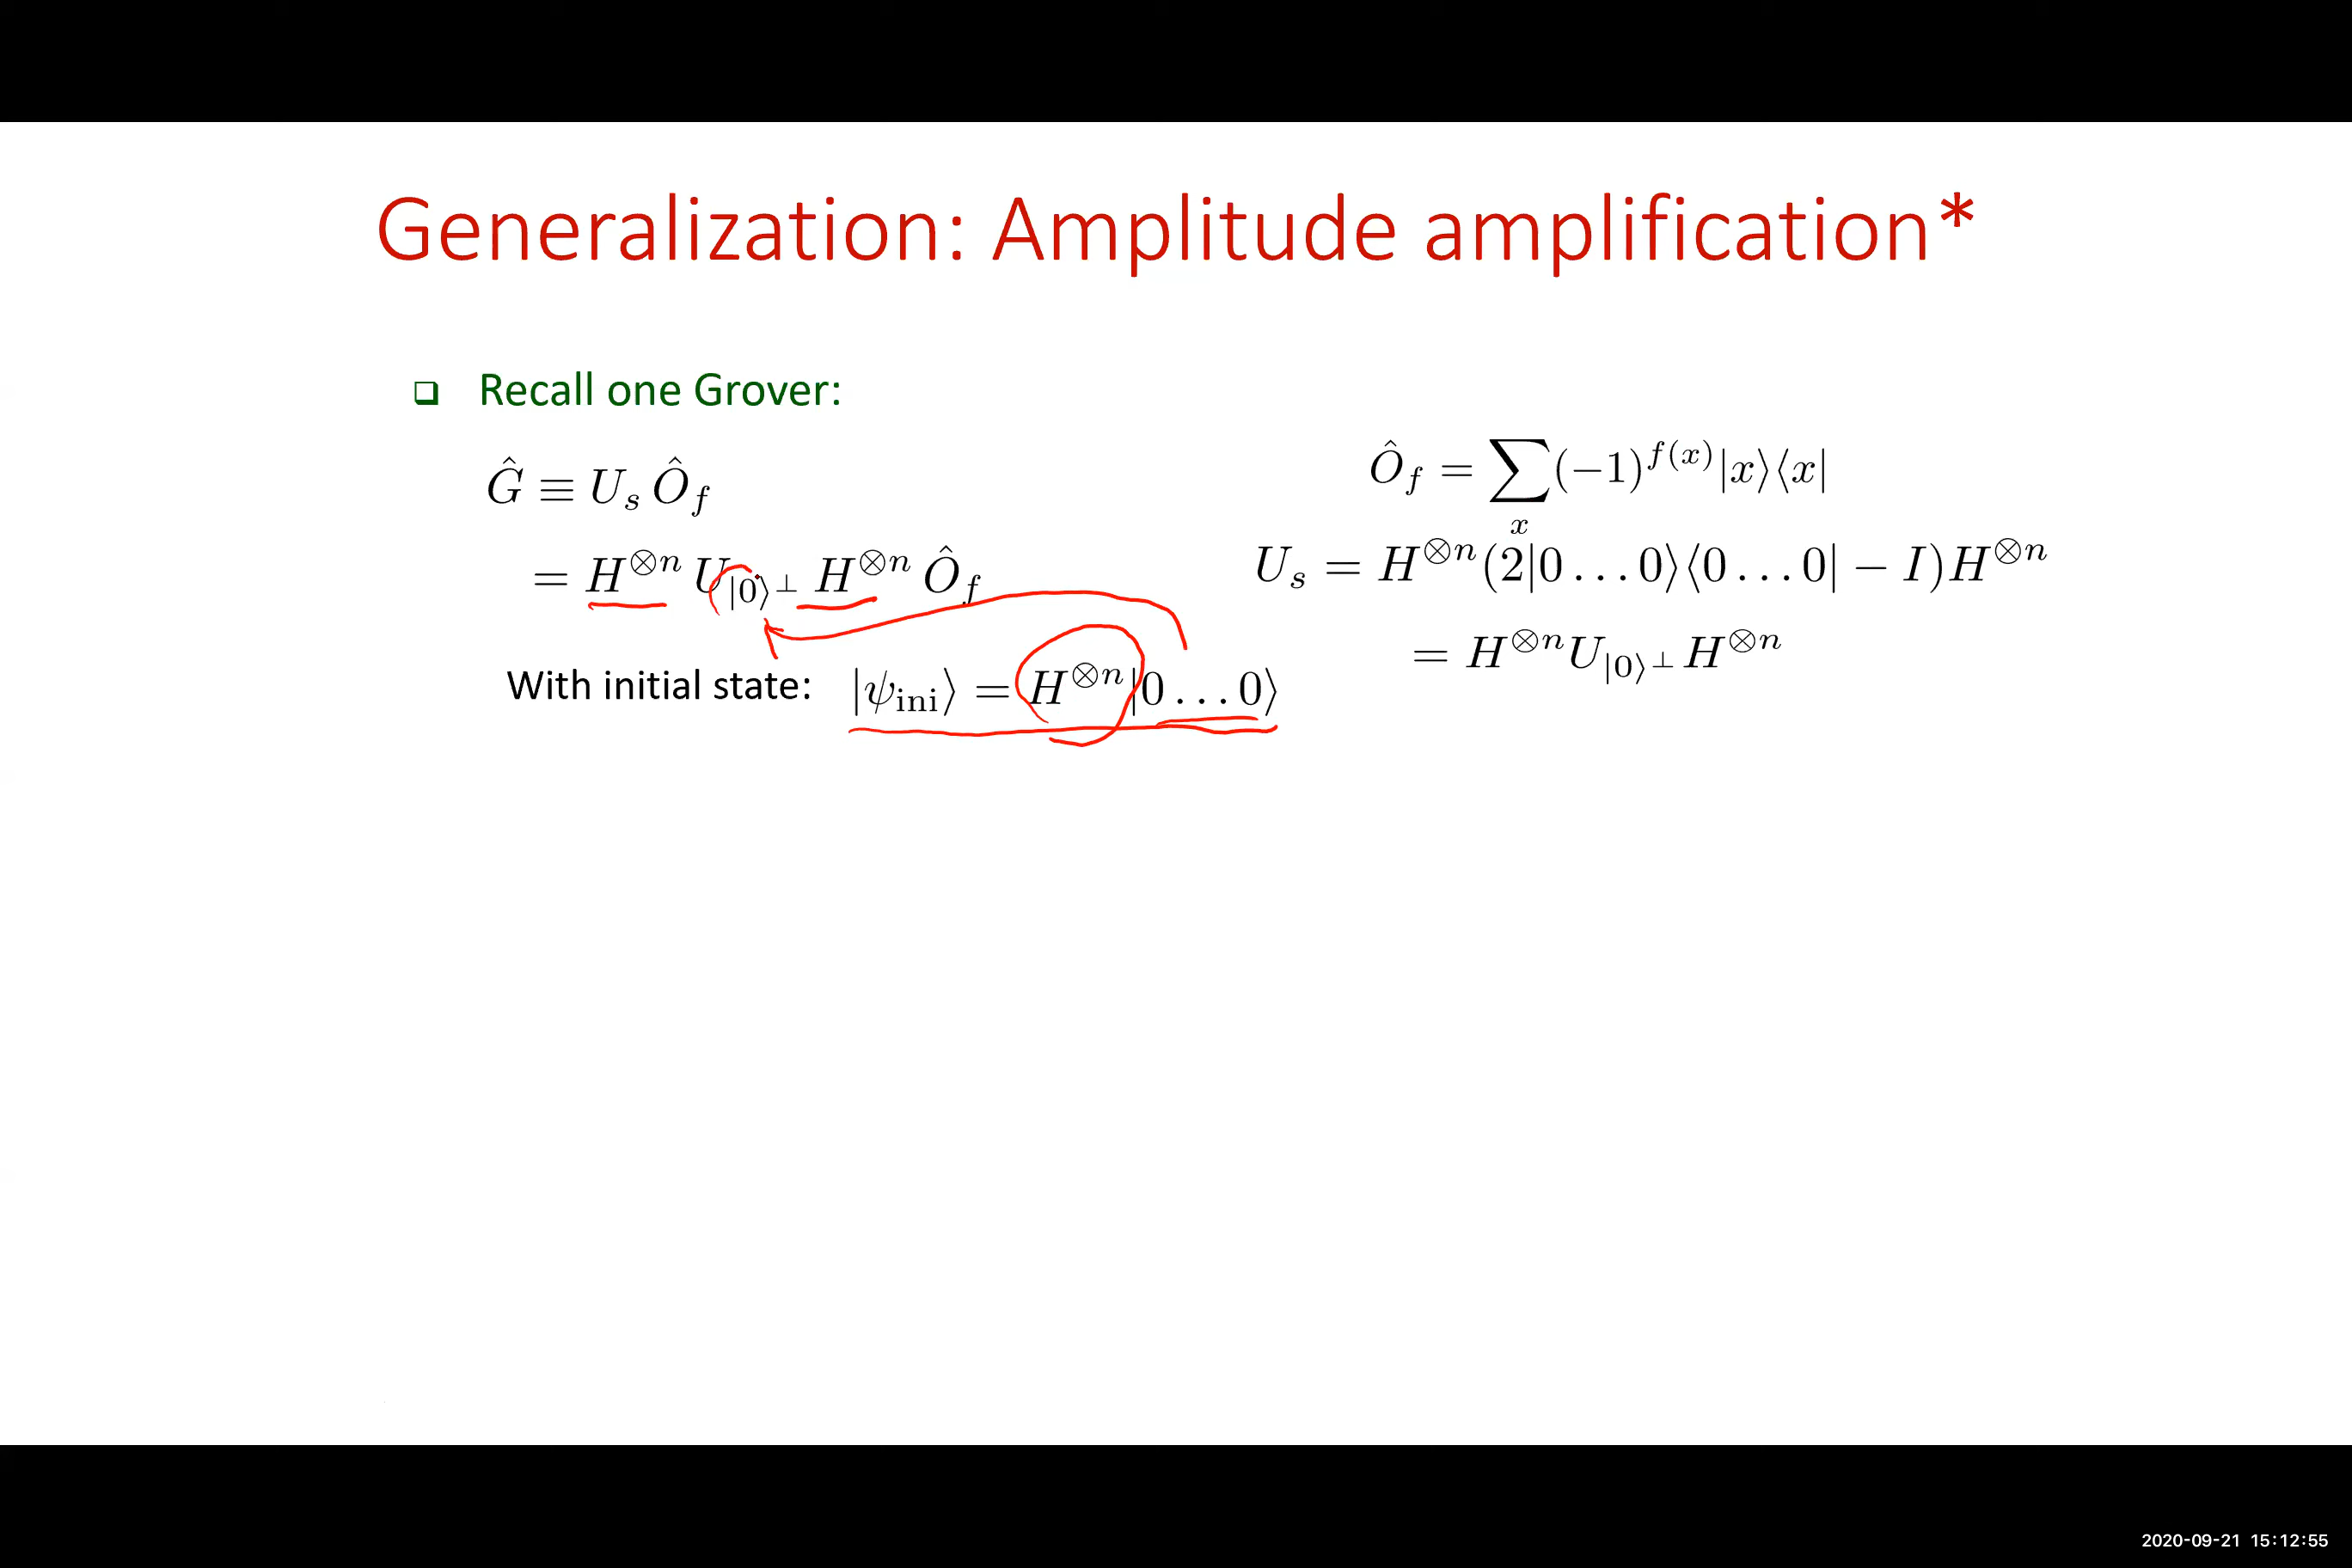 Generalization: Amplitude amplification*
❑ Recall one Grover:
Ĝ ≡ U_s Ô_f
= H^{⊗n} U_{|0⟩^⊥} H^{⊗n} Ô_f
With initial state: |ψ_ini⟩ = H^{⊗n}|0...0⟩
Ô_f = ∑_x (−1)^{f(x)}|x⟩⟨x|
U_s = H^{⊗n}(2|0...0⟩⟨0...0| − I)H^{⊗n}
= H^{⊗n}U_{|0⟩^⊥}H^{⊗n}
2020-09-21 15:12:55